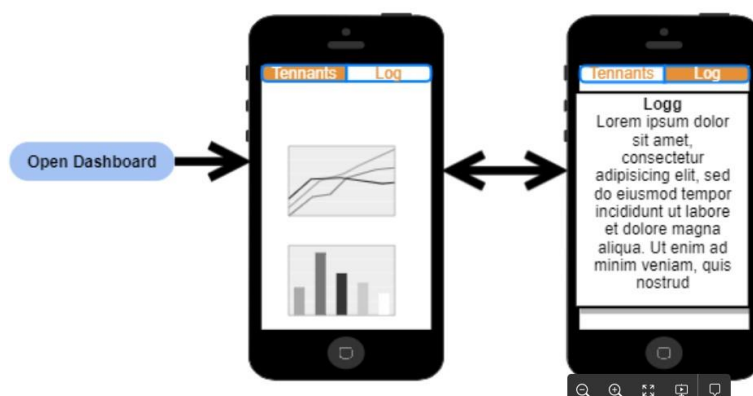 Open Dashboard
Tennants Log
Tennants Log
Logg
Lorem ipsum dolor
sit amet,
consectetur
adipisicing elit, sed
do eiusmod tempor
incididunt ut labore
et dolore magna
aliqua. Ut enim ad
minim veniam, quis
nostrud